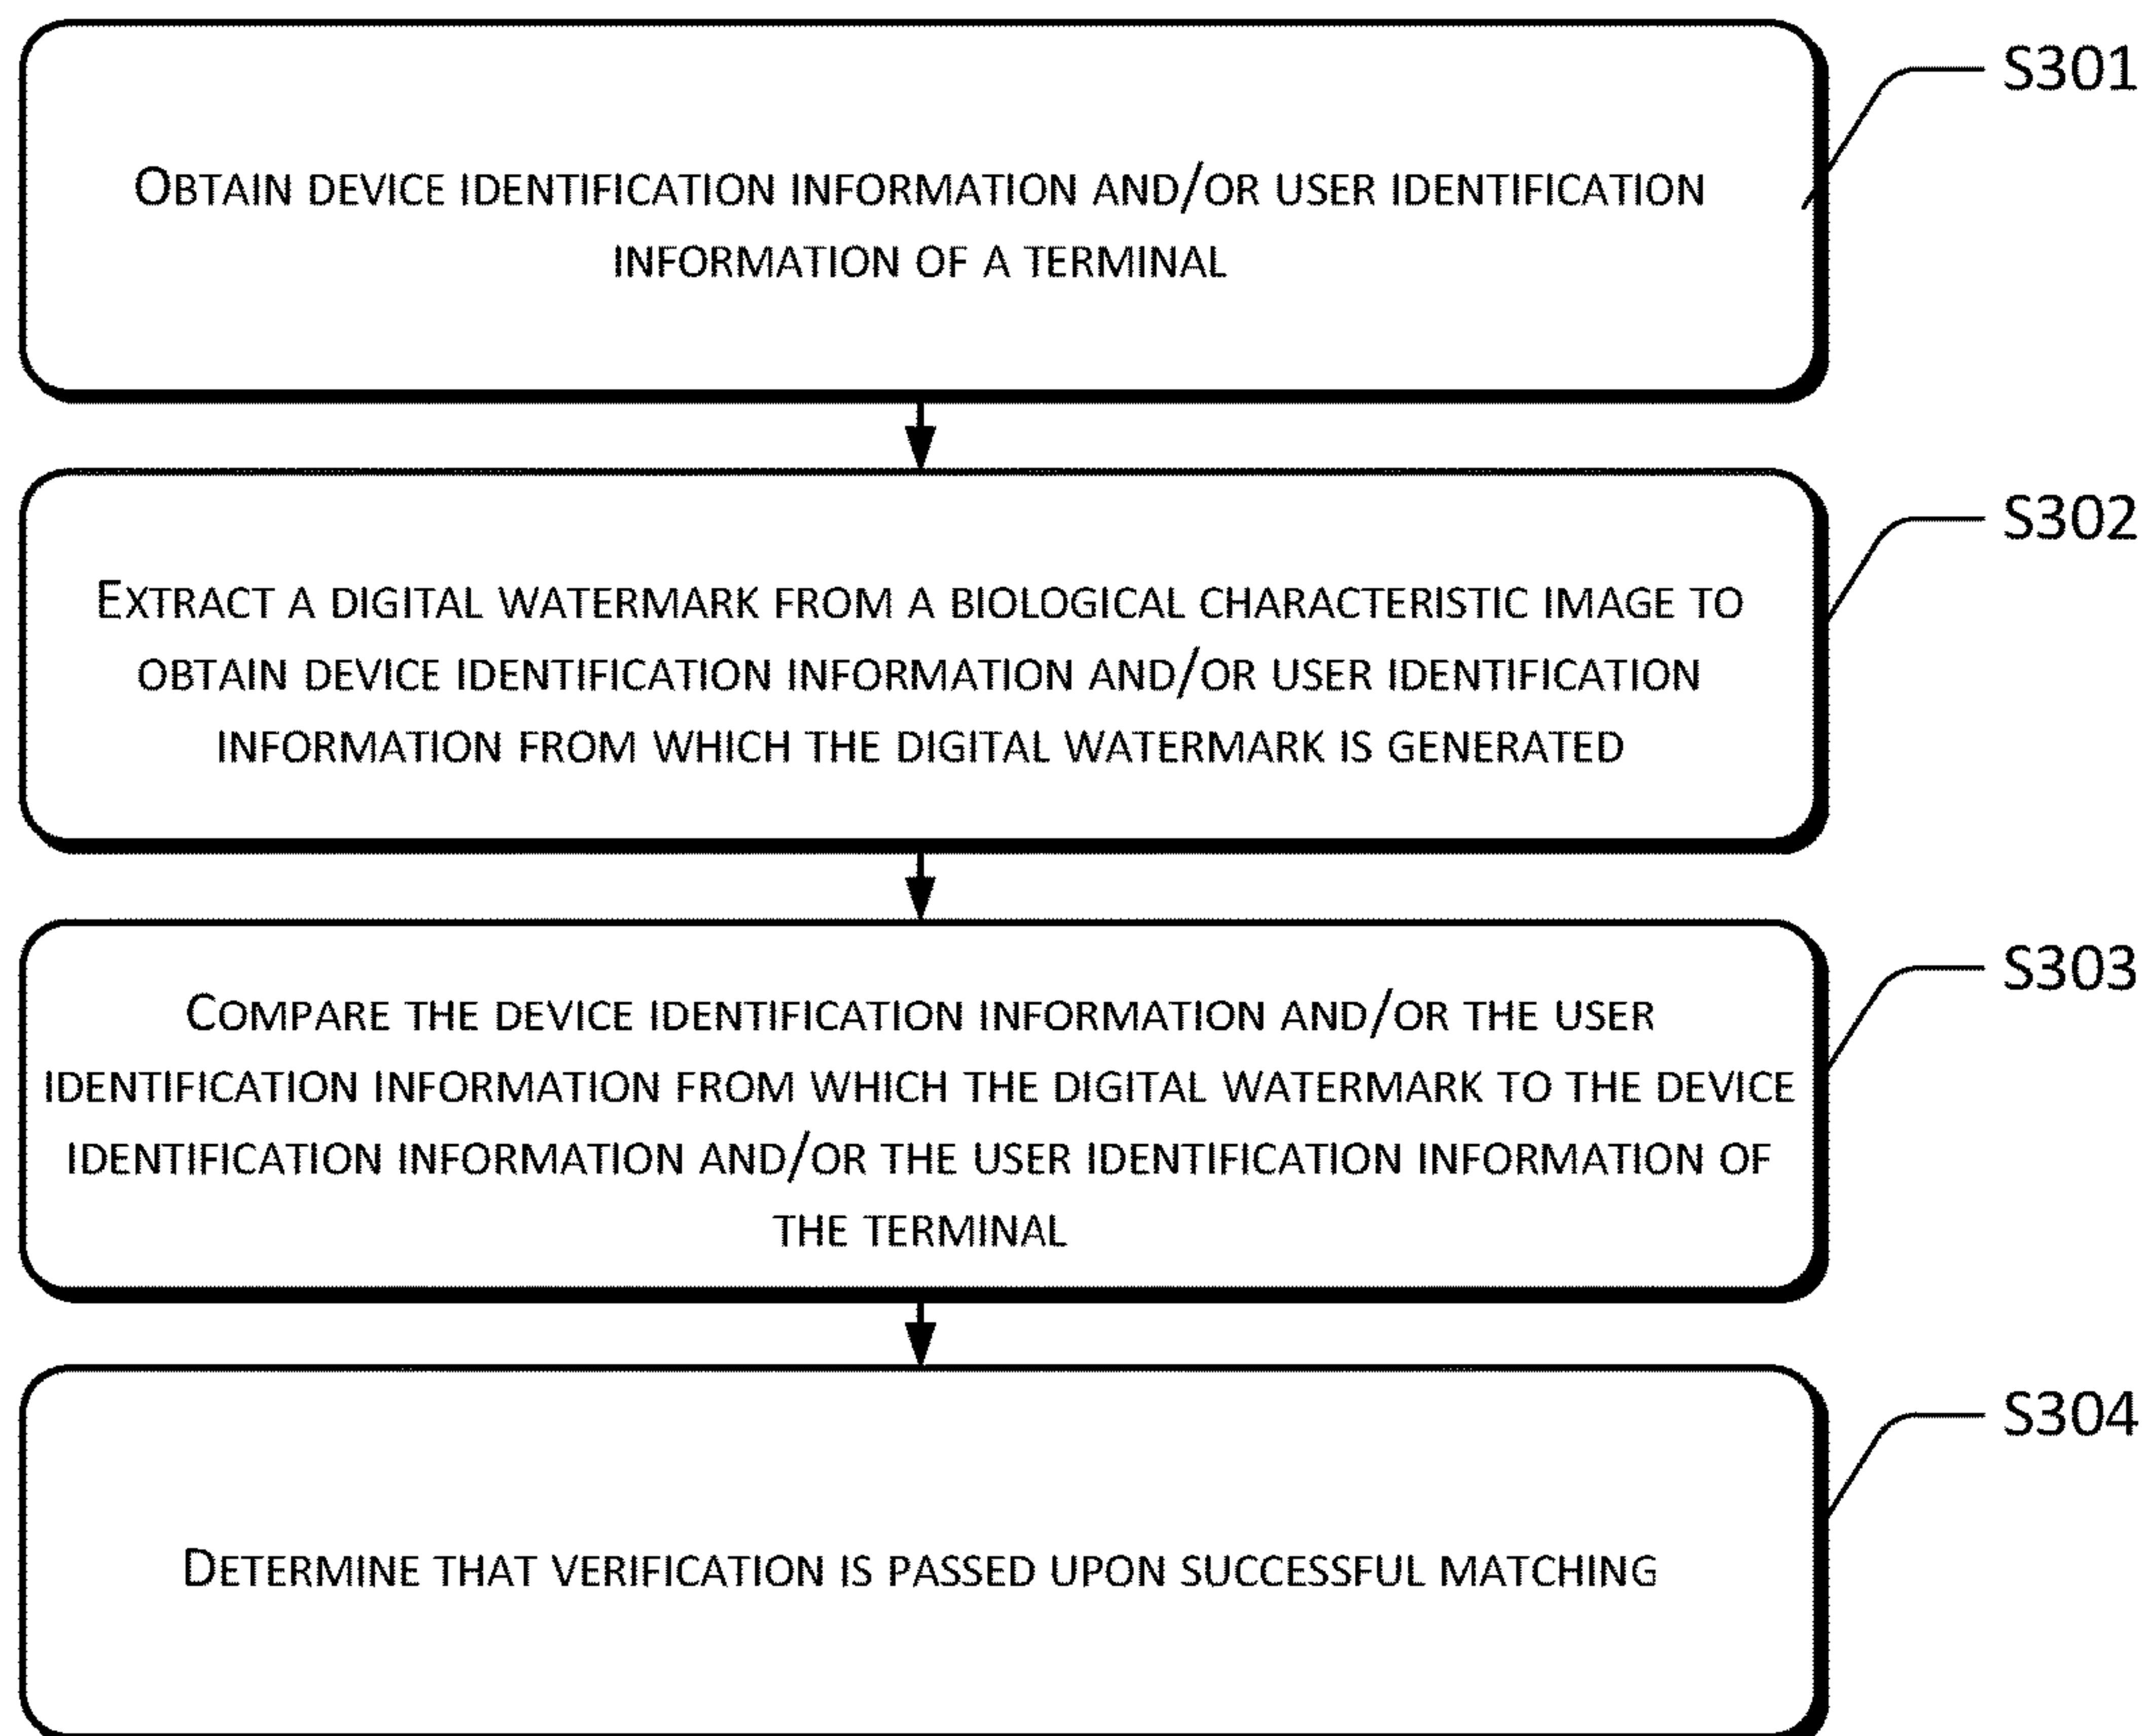 S301
OBTAIN DEVICE IDENTIFICATION INFORMATION AND/OR USER IDENTIFICATION
INFORMATION OF A TERMINAL
S302
EXTRACT A DIGITAL WATERMARK FROM A BIOLOGICAL CHARACTERISTIC IMAGE TO
OBTAIN DEVICE IDENTIFICATION INFORMATION AND/OR USER IDENTIFICATION
INFORMATION FROM WHICH THE DIGITAL WATERMARK IS GENERATED
S303
COMPARE THE DEVICE IDENTIFICATION INFORMATION AND/OR THE USER
IDENTIFICATION INFORMATION FROM WHICH THE DIGITAL WATERMARK TO THE DEVICE
IDENTIFICATION INFORMATION AND/OR THE USER IDENTIFICATION INFORMATION OF
THE TERMINAL
S304
DETERMINE THAT VERIFICATION IS PASSED UPON SUCCESSFUL MATCHING